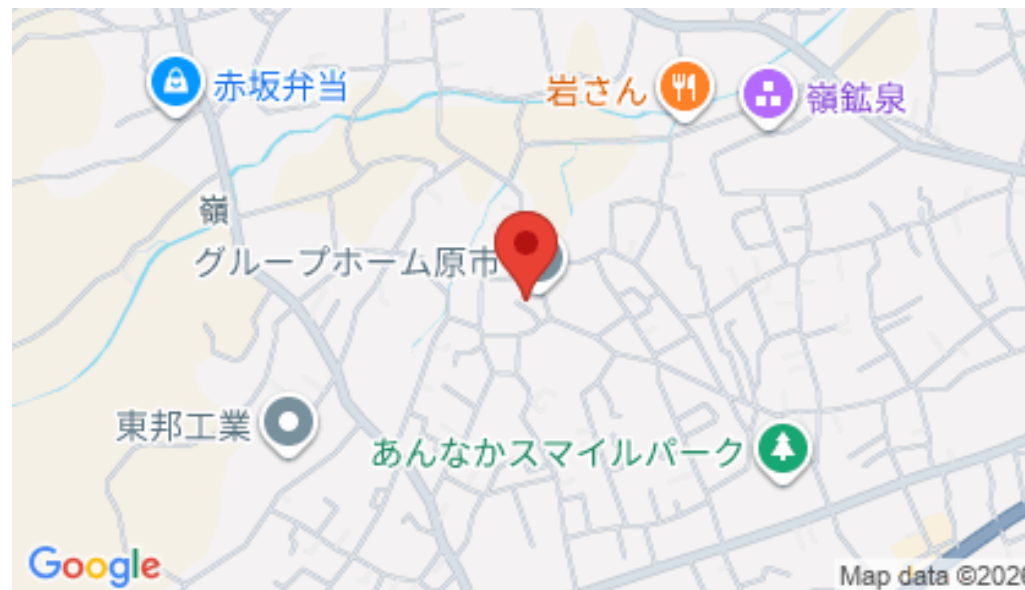 赤坂弁当
岩さん
嶺鉱泉
嶺
グループホーム原市
東邦工業
あんなかスマイルパーク
Google
Map data ©2026